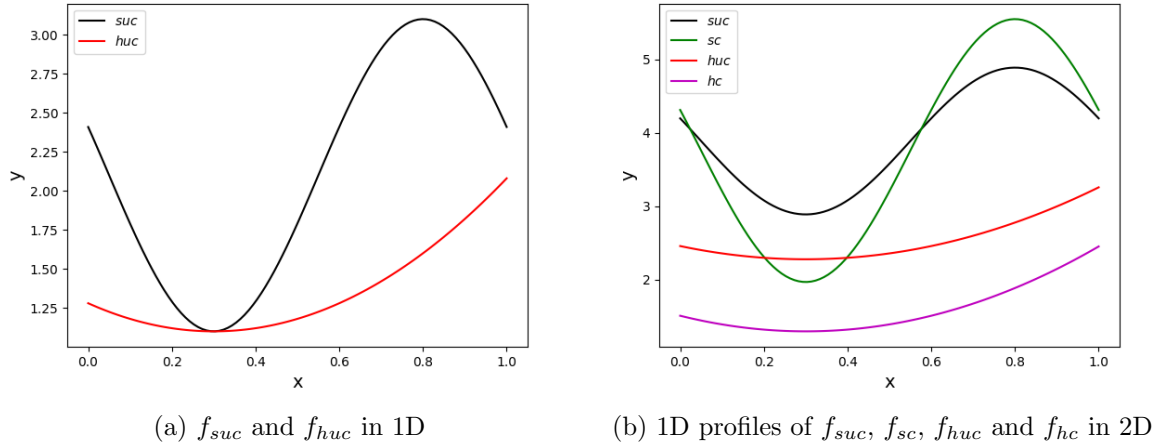 suc
huc
3.00
2.75
2.50
2.25
2.00
1.75
1.50
1.25
y
0.0 0.2 0.4 0.6 0.8 1.0
x
(a) f_suc and f_huc in 1D
suc
sc
huc
hc
5
4
3
2
y
0.0 0.2 0.4 0.6 0.8 1.0
x
(b) 1D profiles of f_suc, f_sc, f_huc and f_hc in 2D